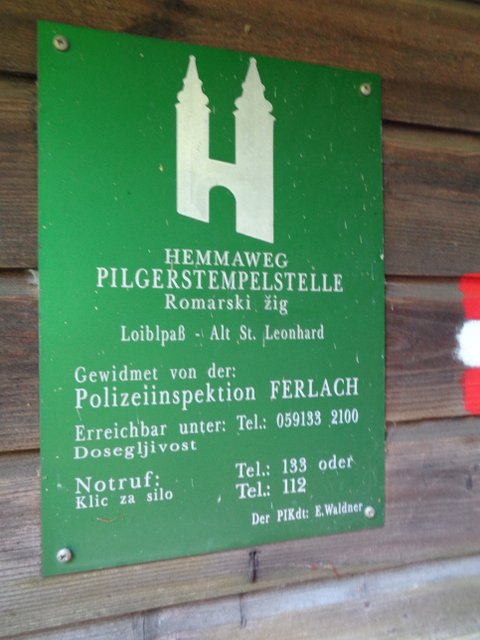 HEMMAWEG
PILGERSTEMPELSTELLE
Romarski žig
Loiblpaß - Alt St. Leonhard
Gewidmet von der:
Polizeiinspektion FERLACH
Erreichbar unter: Tel.: 059133 2100
Dosegljivost
Notruf: Tel.: 133 oder
Klic za silo Tel.: 112
Der PIKdt: E.Waldner